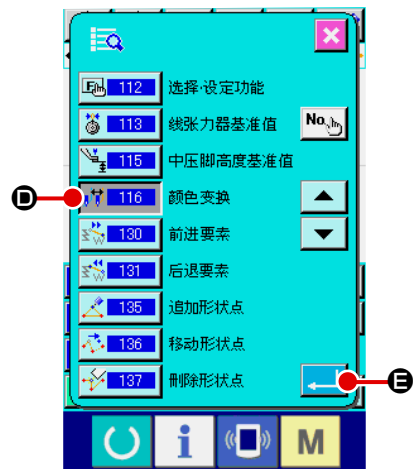 112 选择·设定功能
113 线张力器基准值 No.
115 中压脚高度基准值
D 116 颜色变换
130 前进要素
131 后退要素
135 追加形状点
136 移动形状点
137 删除形状点
E
i M